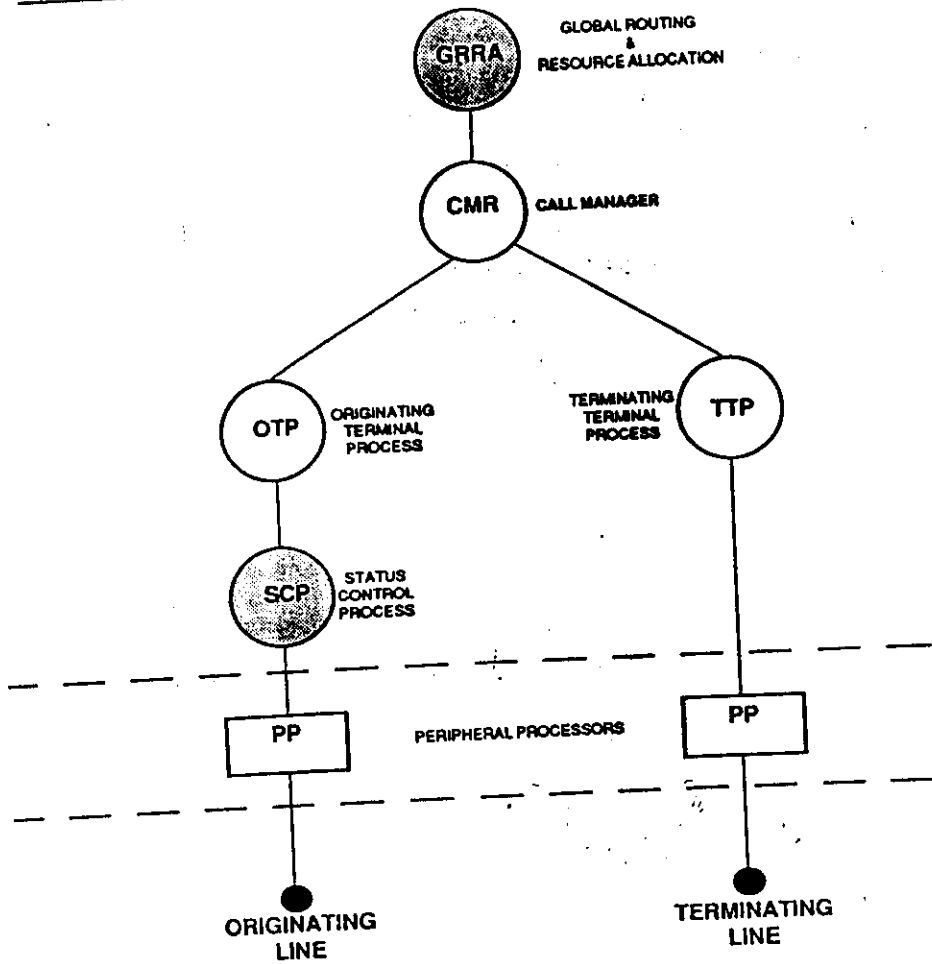 GRRA
GLOBAL ROUTING
&
RESOURCE ALLOCATION
CMR
CALL MANAGER
OTP
ORIGINATING
TERMINAL
PROCESS
TERMINATING
TERMINAL
PROCESS
TTP
SCP
STATUS
CONTROL
PROCESS
PP
PERIPHERAL PROCESSORS
PP
ORIGINATING
LINE
TERMINATING
LINE